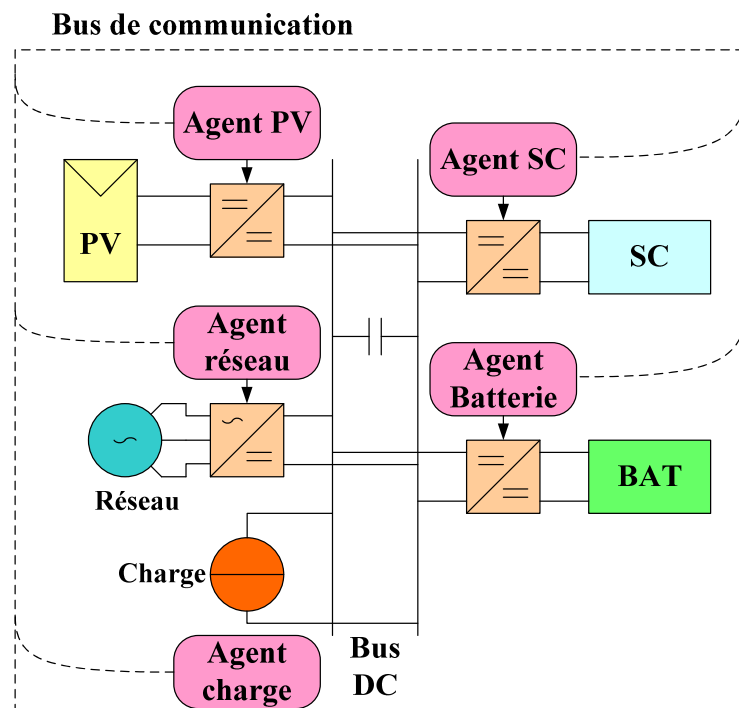 Bus de communication
Agent PV
Agent SC
PV
SC
Agent
réseau
Agent
Batterie
BAT
Réseau
Charge
Agent
charge
Bus
DC